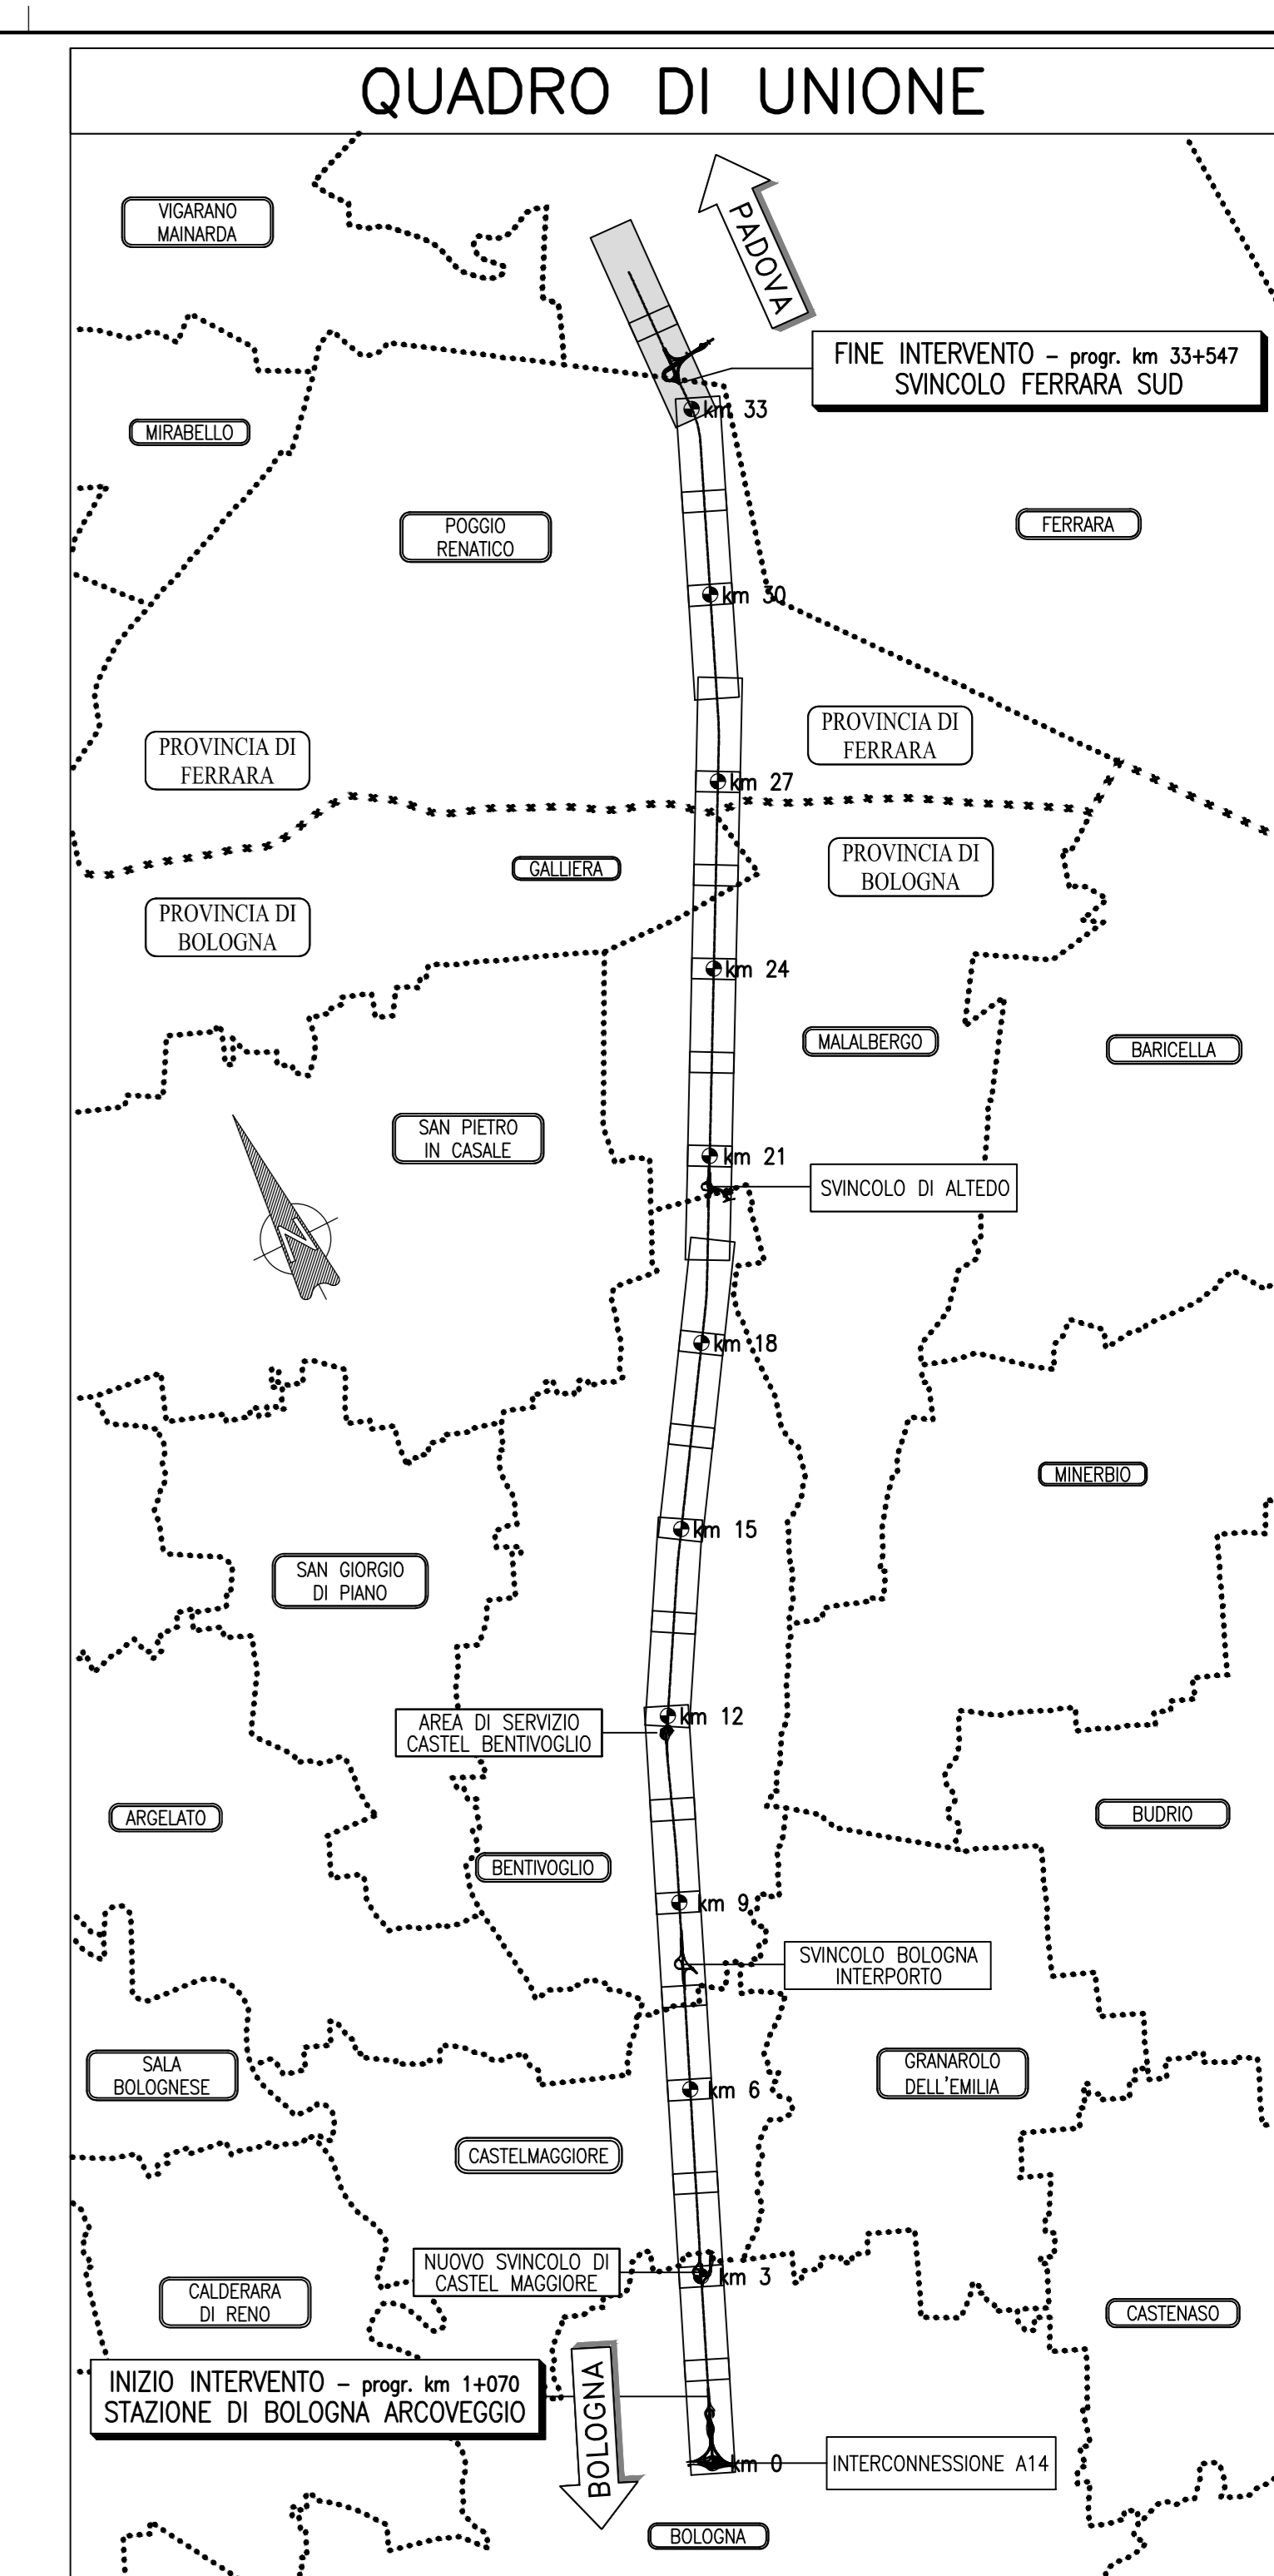 QUADRO DI UNIONE
VIGARANO
MAINARDA
PADOVA
FINE INTERVENTO – progr. km 33+547
SVINCOLO FERRARA SUD
km 33
MIRABELLO
POGGIO
RENATICO
FERRARA
km 30
PROVINCIA DI
FERRARA
PROVINCIA DI
FERRARA
km 27
GALLIERA
PROVINCIA DI
BOLOGNA
PROVINCIA DI
BOLOGNA
km 24
MALALBERGO
BARICELLA
SAN PIETRO
IN CASALE
km 21
SVINCOLO DI ALTEDO
N
km 18
MINERBIO
km 15
SAN GIORGIO
DI PIANO
km 12
AREA DI SERVIZIO
CASTEL BENTIVOGLIO
ARGELATO
BUDRIO
BENTIVOGLIO
km 9
SVINCOLO BOLOGNA
INTERPORTO
SALA
BOLOGNESE
GRANAROLO
DELL'EMILIA
km 6
CASTELMAGGIORE
NUOVO SVINCOLO DI
CASTEL MAGGIORE
km 3
CALDERARA
DI RENO
CASTENASO
INIZIO INTERVENTO – progr. km 1+070
STAZIONE DI BOLOGNA ARCOVEGGIO
BOLOGNA
km 0
INTERCONNESSIONE A14
BOLOGNA